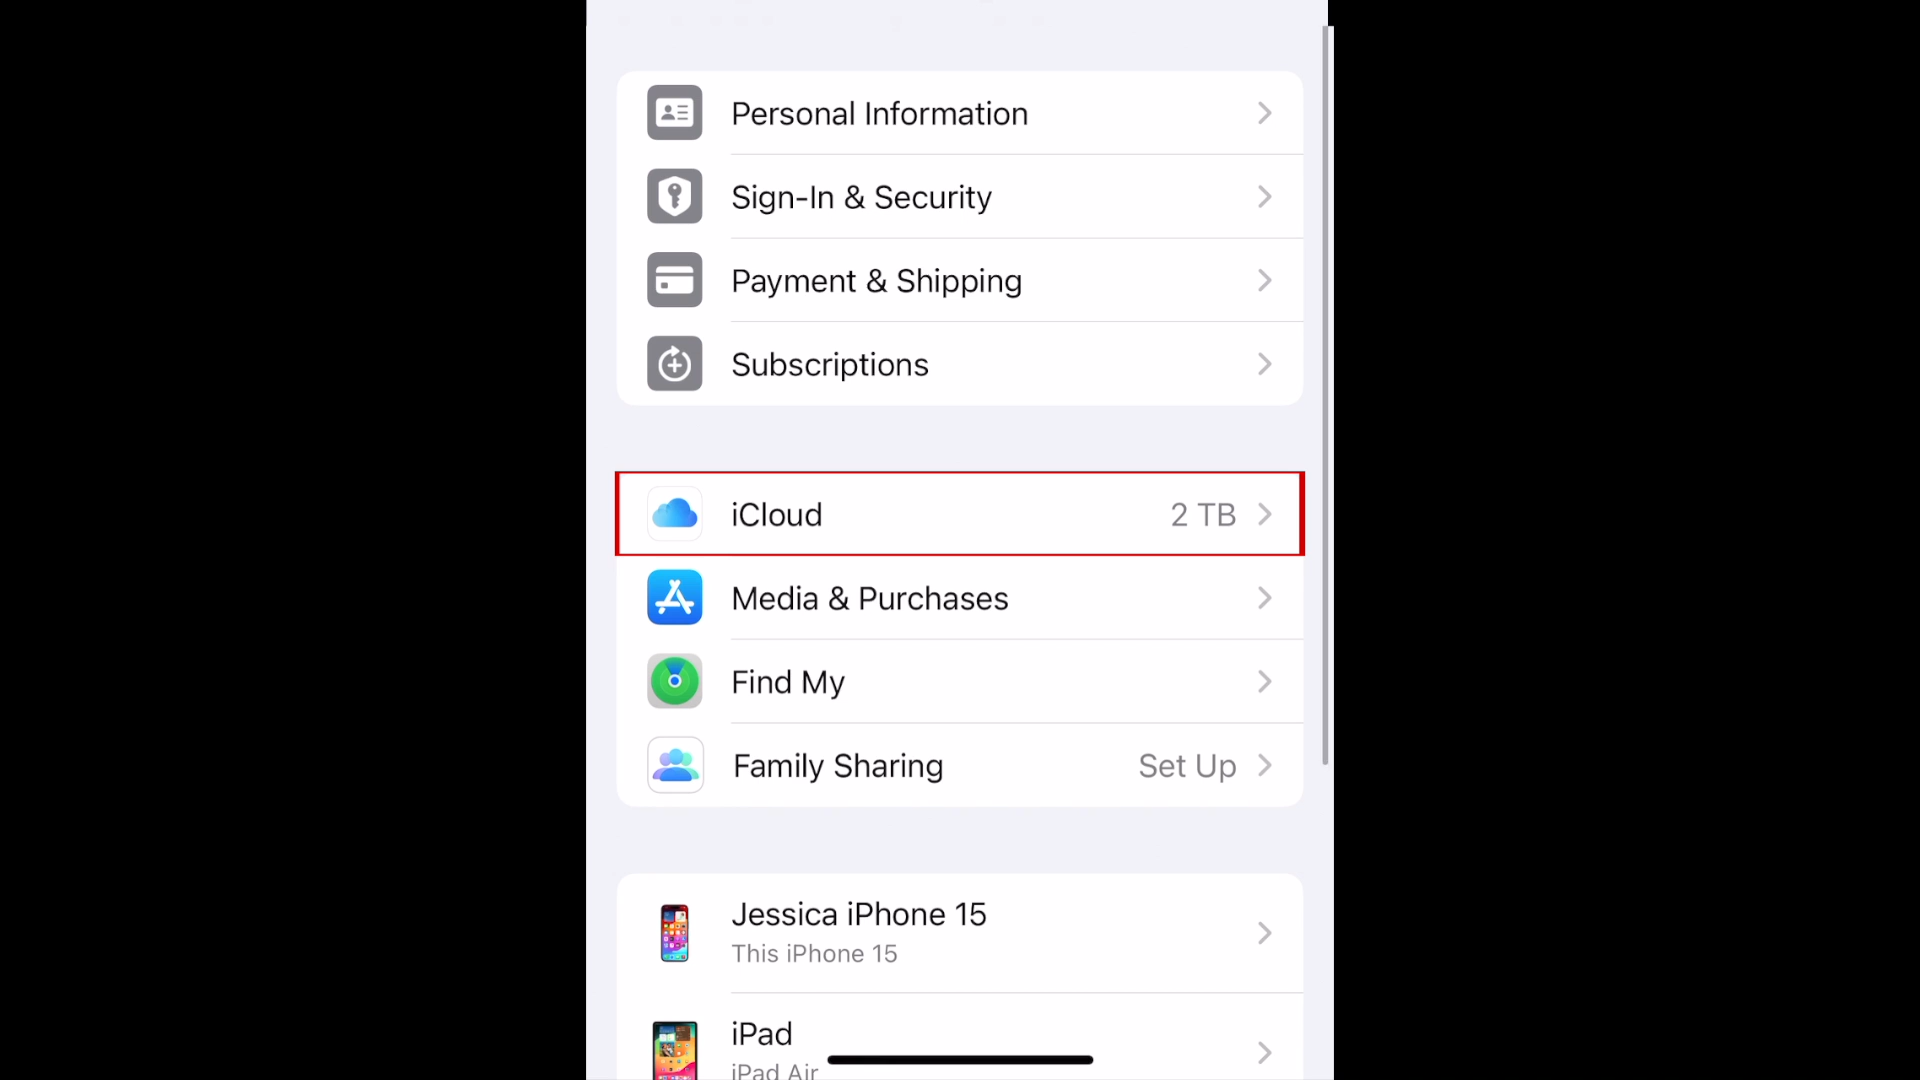 Personal Information
Sign-In & Security
Payment & Shipping
Subscriptions
iCloud 2 TB
Media & Purchases
Find My
Family Sharing Set Up
Jessica iPhone 15
This iPhone 15
iPad
iPad Air